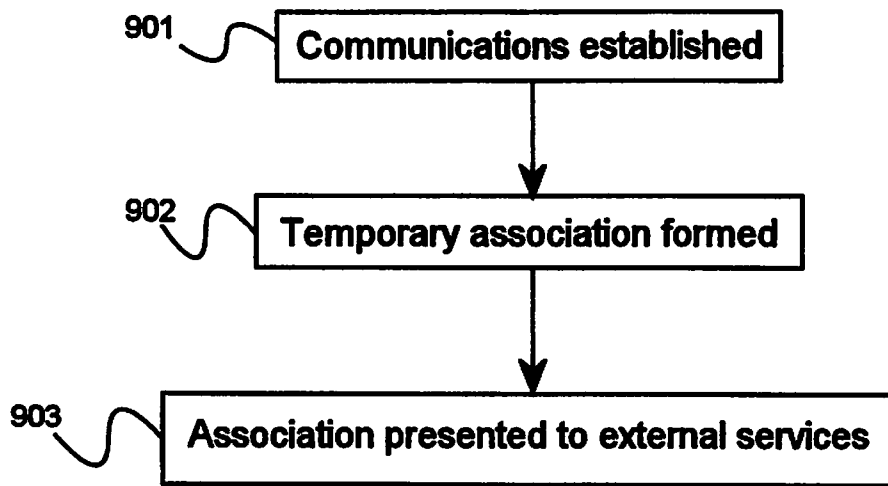 901
Communications established
902
Temporary association formed
903
Association presented to external services